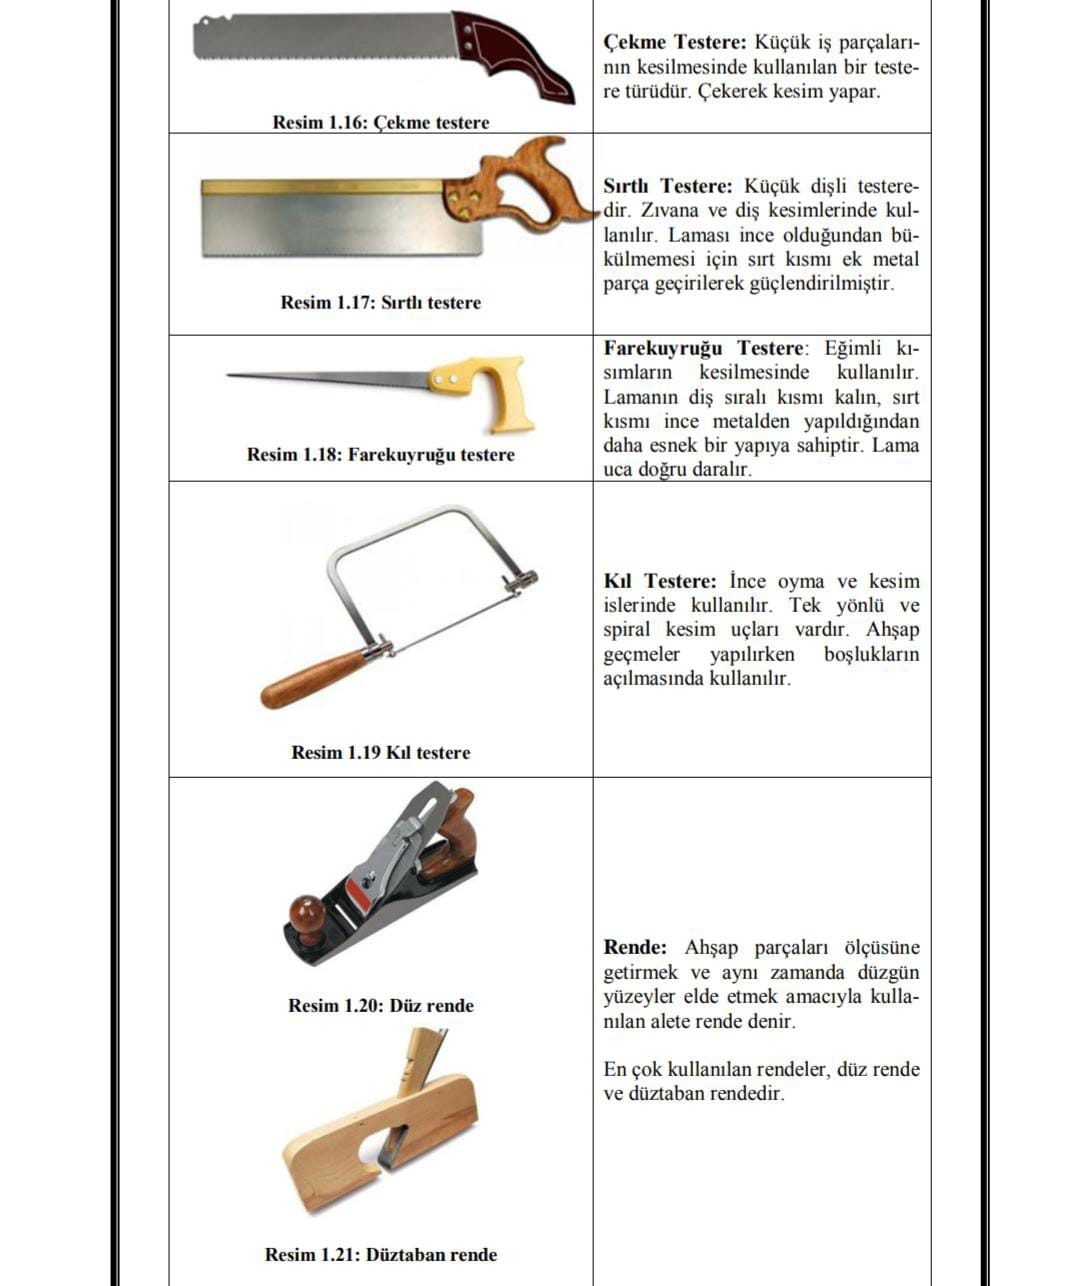 Çekme Testere: Küçük iş parçaları-
nın kesilmesinde kullanılan bir teste-
re türüdür. Çekerek kesim yapar.
Resim 1.16: Çekme testere
Sırtlı Testere: Küçük dişli testere-
dir. Zıvana ve diş kesimlerinde kul-
lanılır. Laması ince olduğundan bü-
külmemesi için sırt kısmı ek metal
parça geçirilerek güçlendirilmiştir.
Resim 1.17: Sırtlı testere
Farekuyruğu Testere: Eğimli kı-
sımların kesilmesinde kullanılır.
Lamanın diş sıralı kısmı kalın, sırt
kısmı ince metalden yapıldığından
daha esnek bir yapıya sahiptir. Lama
uca doğru daralır.
Resim 1.18: Farekuyruğu testere
Kıl Testere: İnce oyma ve kesim
islerinde kullanılır. Tek yönlü ve
spiral kesim uçları vardır. Ahşap
geçmeler yapılırken boşlukların
açılmasında kullanılır.
Resim 1.19 Kıl testere
Resim 1.20: Düz rende
Rende: Ahşap parçaları ölçüsüne
getirmek ve aynı zamanda düzgün
yüzeyler elde etmek amacıyla kulla-
nılan alete rende denir.
En çok kullanılan rendeler, düz rende
ve düztaban rendedir.
Resim 1.21: Düztaban rende